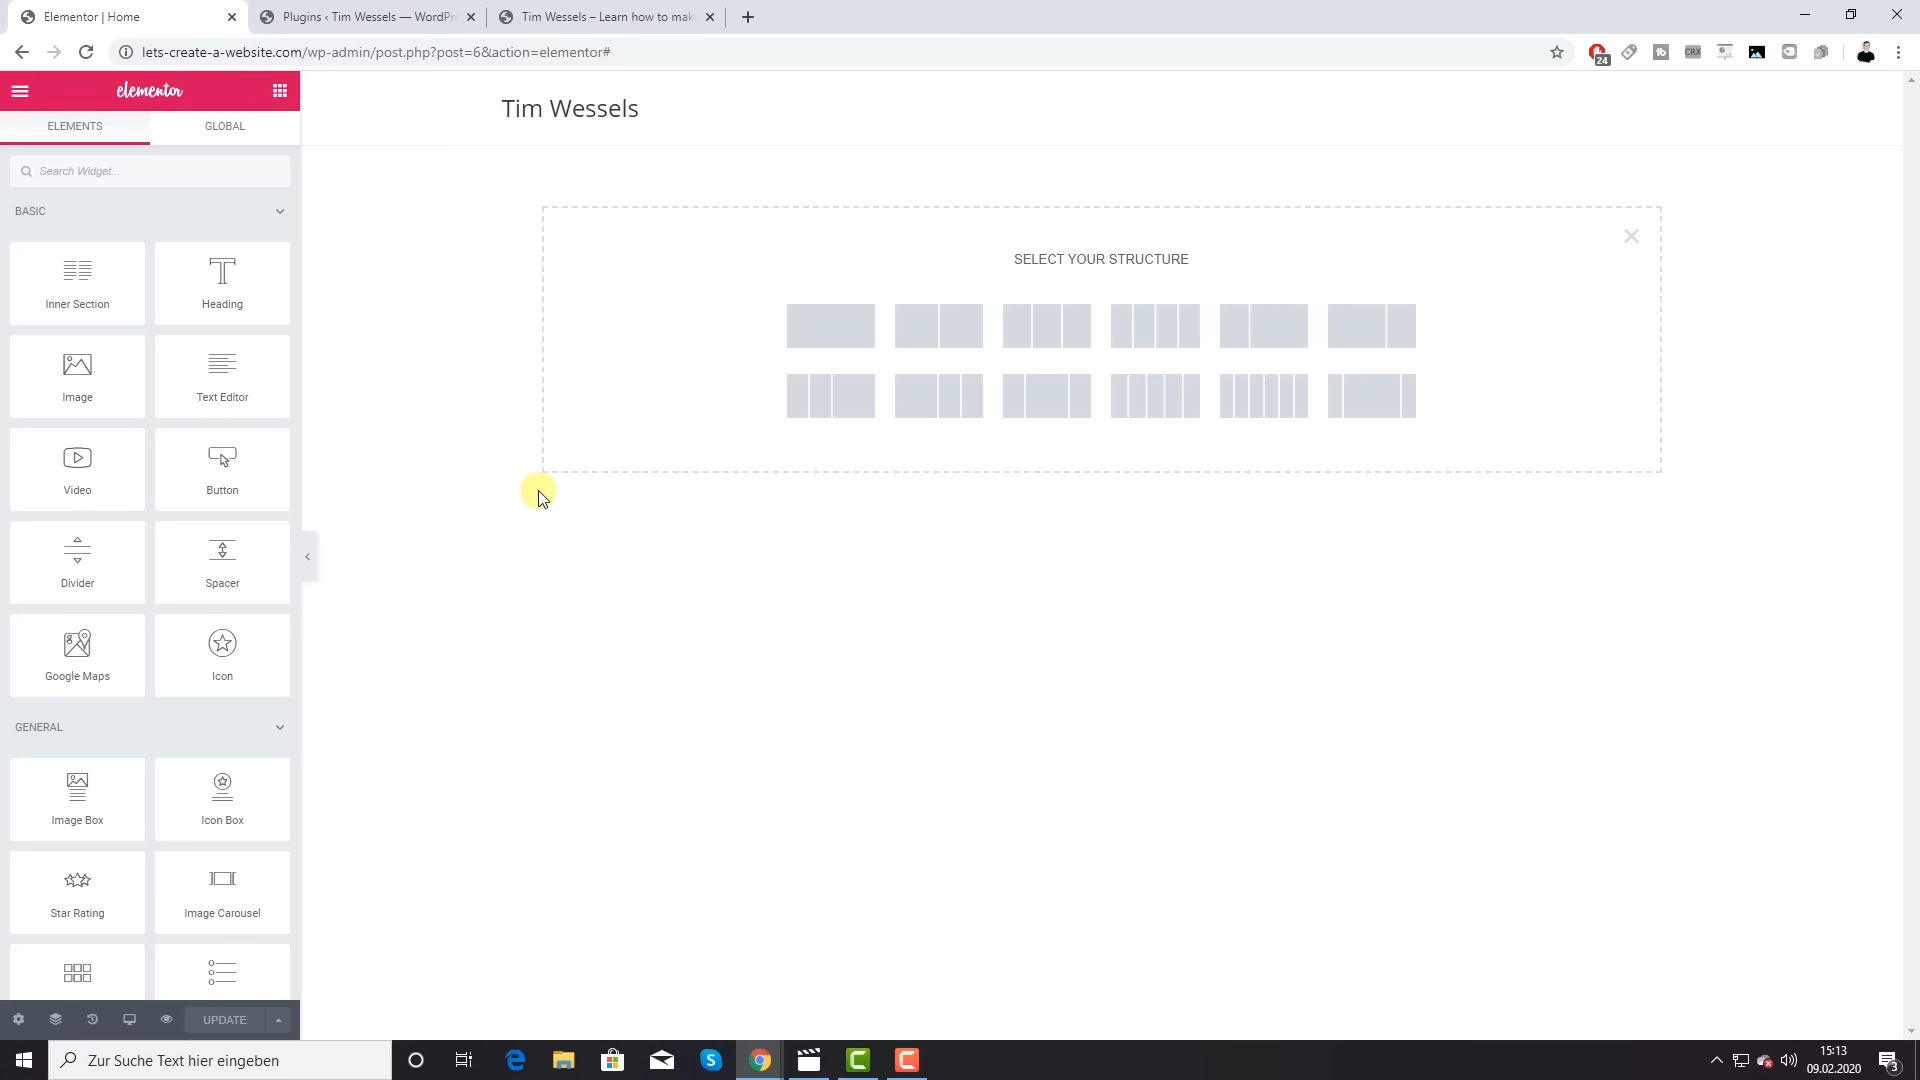 Elementor | Home
Plugins ‹ Tim Wessels — WordPr
Tim Wessels – Learn how to mak
lets-create-a-website.com/wp-admin/post.php?post=6&action=elementor#
24
CRX
elementor
Tim Wessels
ELEMENTS
GLOBAL
Search Widget...
BASIC
SELECT YOUR STRUCTURE
Inner Section
Heading
Image
Text Editor
Video
Button
Divider
Spacer
Google Maps
Icon
GENERAL
Image Box
Icon Box
Star Rating
Image Carousel
UPDATE
Zur Suche Text hier eingeben
15:13
09.02.2020
3